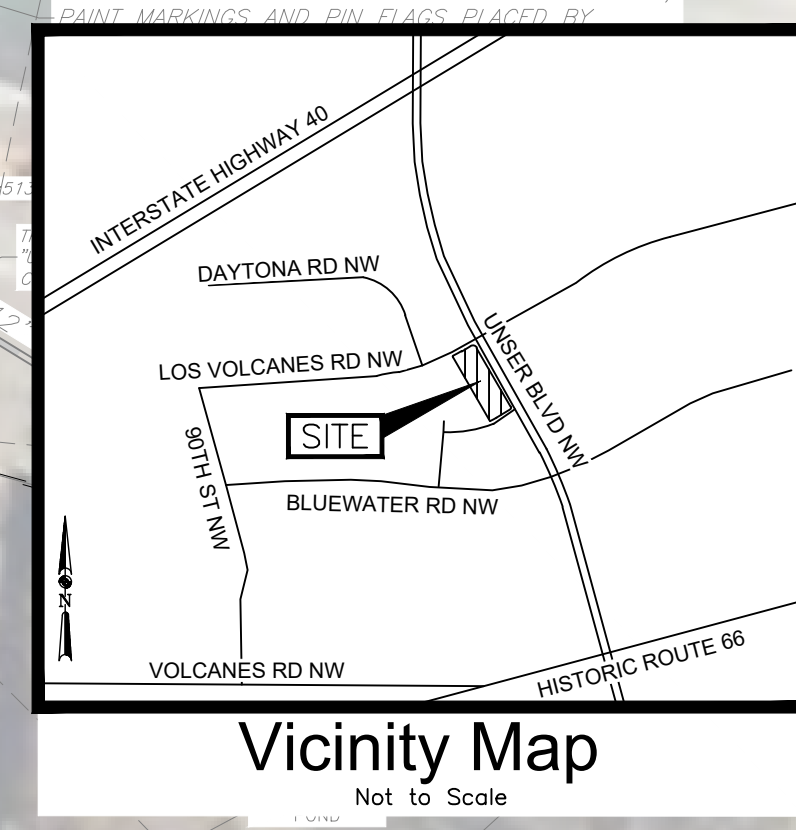 PAINT MARKINGS AND PIN FLAGS PLACED BY
INTERSTATE HIGHWAY 40
513
DAYTONA RD NW
UNSER BLVD NW
LOS VOLCANES RD NW
SITE
90TH ST NW
BLUEWATER RD NW
N
VOLCANES RD NW
HISTORIC ROUTE 66
Vicinity Map
Not to Scale
POND